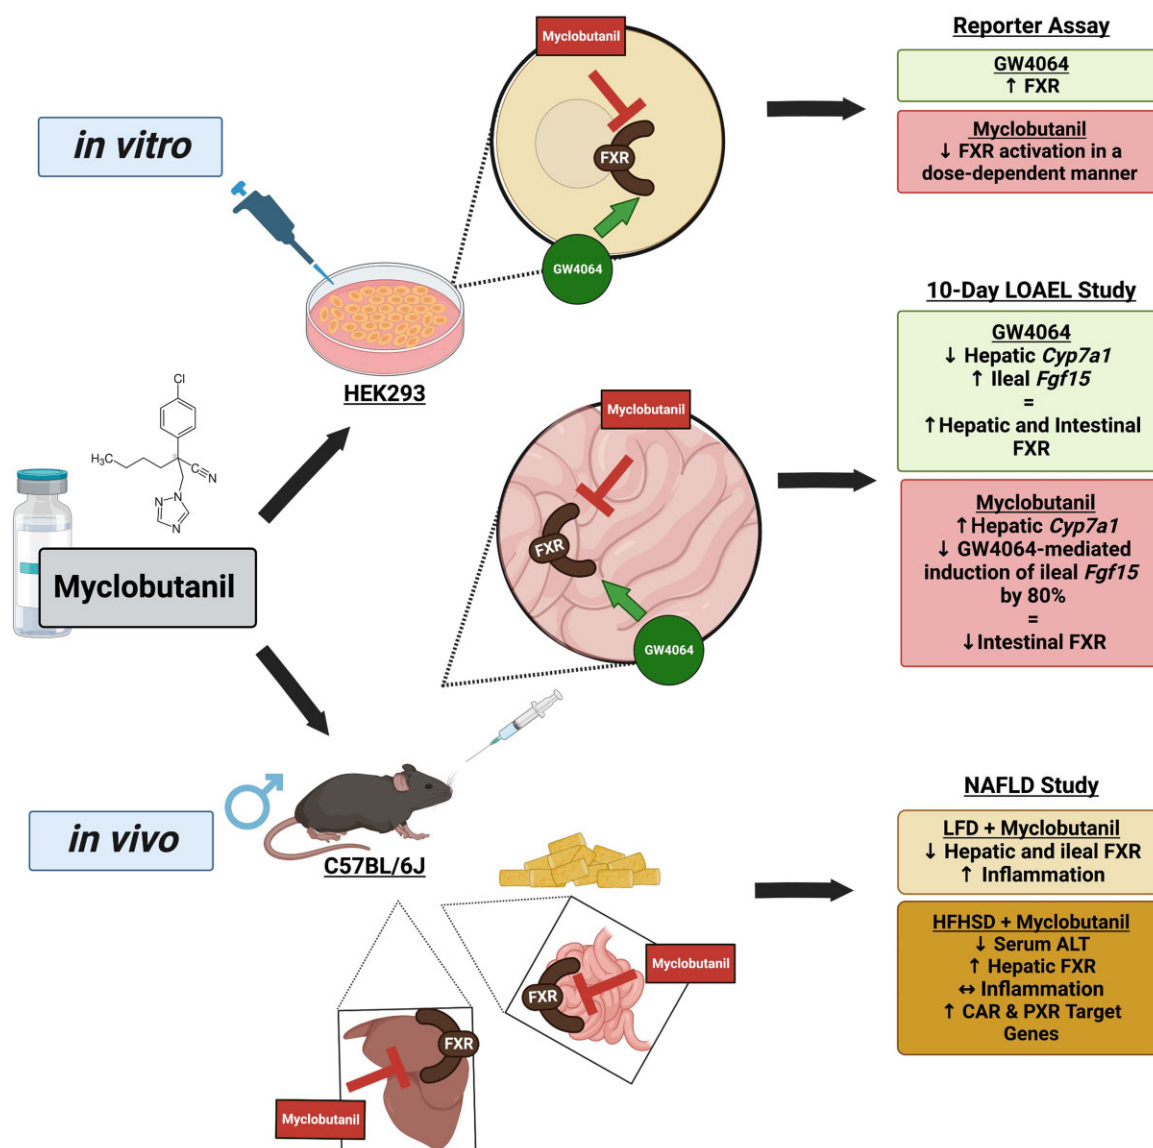 in vitro
Myclobutanil
FXR
GW4064
HEK293
Reporter Assay
GW4064
↑ FXR
Myclobutanil
↓ FXR activation in a
dose-dependent manner
Cl
H₃C
C≡N
N
N
N
Myclobutanil
Myclobutanil
FXR
GW4064
10-Day LOAEL Study
GW4064
↓ Hepatic Cyp7a1
↑ Ileal Fgf15
=
↑Hepatic and Intestinal
FXR
Myclobutanil
↑Hepatic Cyp7a1
↓ GW4064-mediated
induction of ileal Fgf15
by 80%
=
↓Intestinal FXR
in vivo
C57BL/6J
FXR
Myclobutanil
FXR
Myclobutanil
NAFLD Study
LFD + Myclobutanil
↓ Hepatic and ileal FXR
↑ Inflammation
HFHSD + Myclobutanil
↓ Serum ALT
↑ Hepatic FXR
↔ Inflammation
↑ CAR & PXR Target
Genes